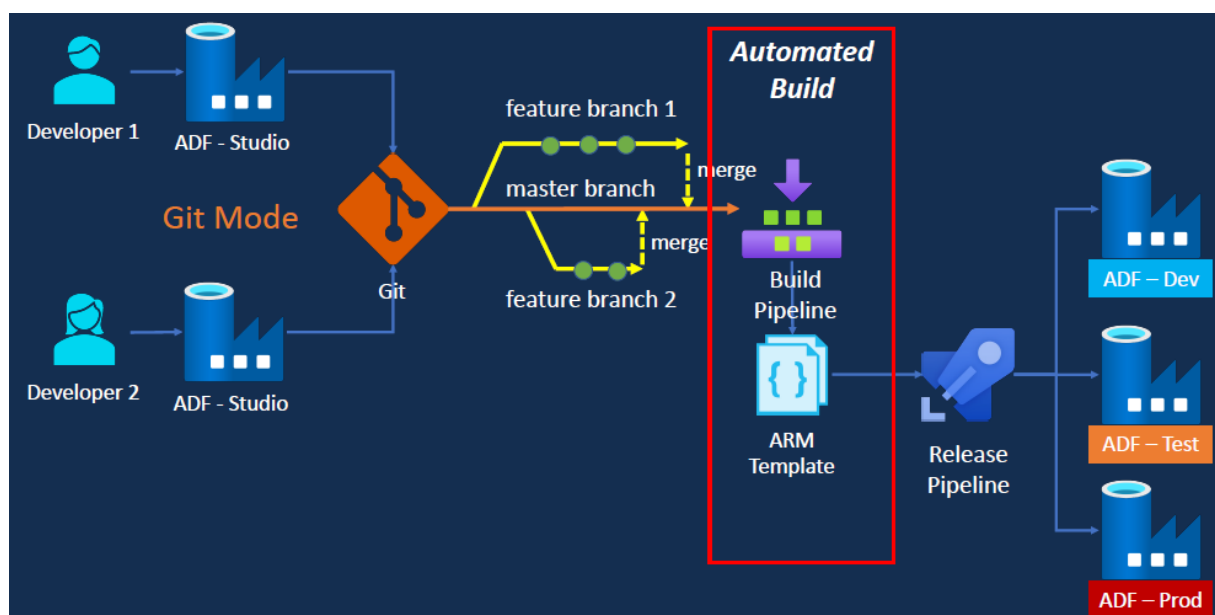 Developer 1
ADF - Studio
Git Mode
Developer 2
ADF - Studio
Git
feature branch 1
merge
master branch
merge
feature branch 2
Automated
Build
Build
Pipeline
{ }
ARM
Template
Release
Pipeline
ADF – Dev
ADF – Test
ADF – Prod